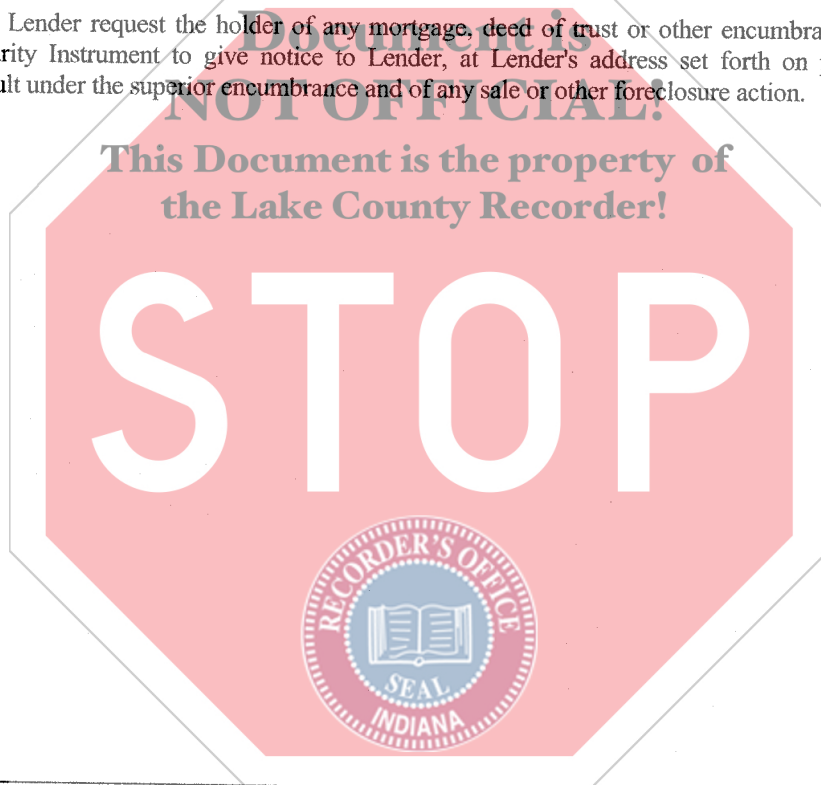 Lender request the holder of any mortgage, deed of trust or other encumbra
rity Instrument to give notice to Lender, at Lender's address set forth on
ult under the superior encumbrance and of any sale or other foreclosure action.
Document is
NOT OFFICIAL!
This Document is the property of
the Lake County Recorder!
STOP
RECORDER'S OFFICE
SEAL
INDIANA